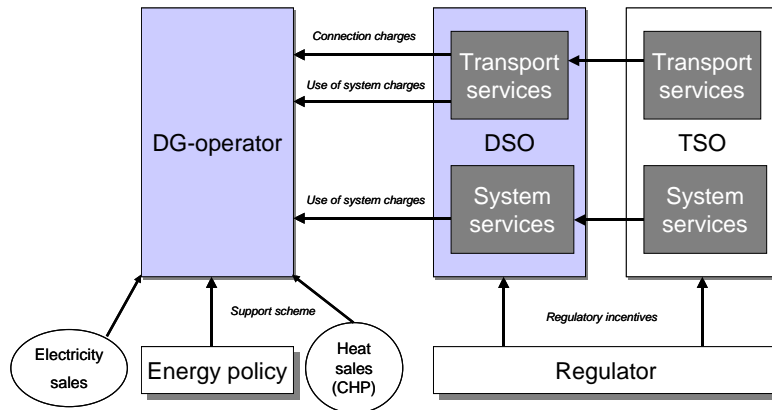 Connection charges
Transport
services
Transport
services
Use of system charges
DG-operator
DSO
TSO
Use of system charges
System
services
System
services
Support scheme
Regulatory incentives
Electricity
sales
Energy policy
Heat
sales
(CHP)
Regulator